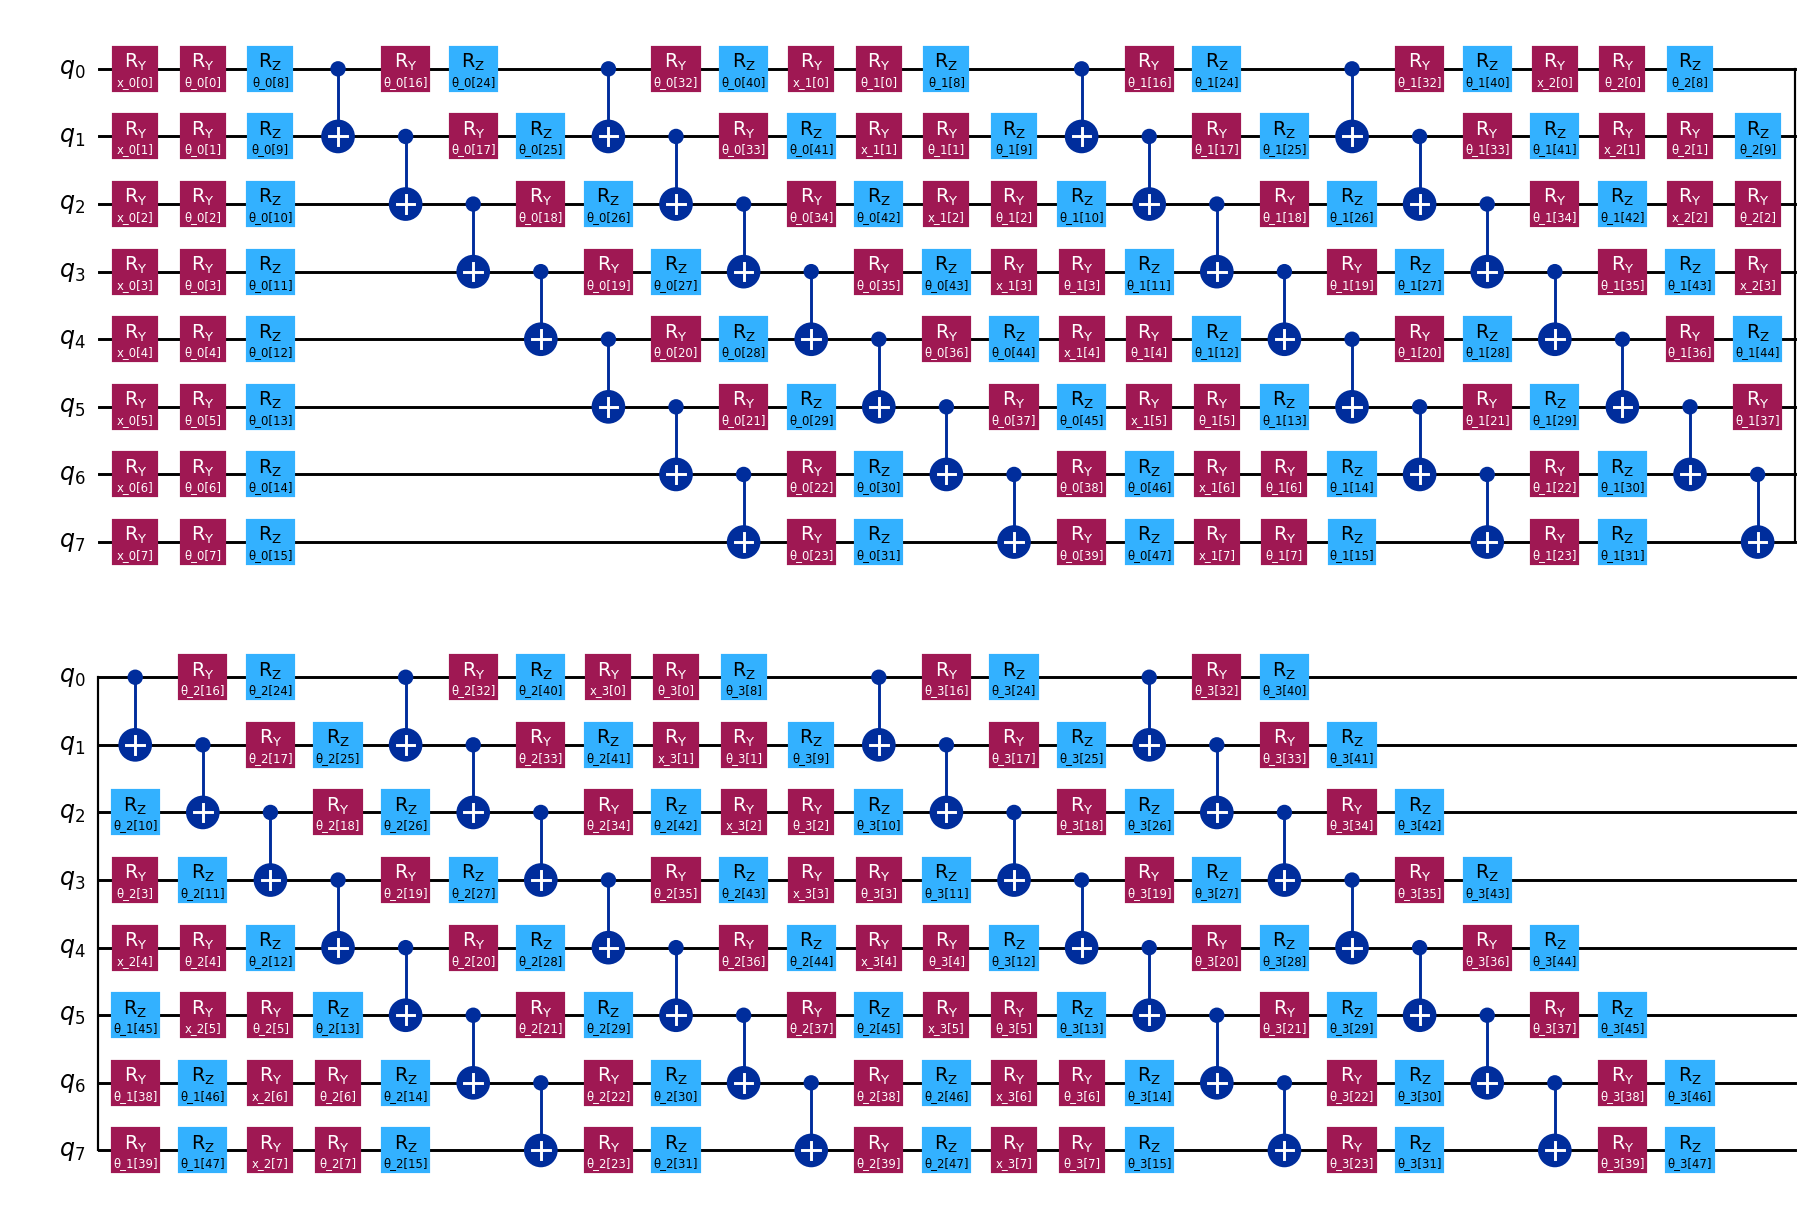 q0 RY RY RZ RY RZ RY RZ RY RY RZ RY RZ RY RZ RY RY RZ
x_0[0] θ_0[0] θ_0[8] θ_0[16] θ_0[24] θ_0[32] θ_0[40] x_1[0] θ_1[0] θ_1[8] θ_1[16] θ_1[24] θ_1[32] θ_1[40] x_2[0] θ_2[0] θ_2[8]
q1 RY RY RZ RY RZ RY RZ RY RY RZ RY RZ RY RZ RY RY RZ
x_0[1] θ_0[1] θ_0[9] θ_0[17] θ_0[25] θ_0[33] θ_0[41] x_1[1] θ_1[1] θ_1[9] θ_1[17] θ_1[25] θ_1[33] θ_1[41] x_2[1] θ_2[1] θ_2[9]
q2 RY RY RZ RY RZ RY RZ RY RY RZ RY RZ RY RZ RY RY
x_0[2] θ_0[2] θ_0[10] θ_0[18] θ_0[26] θ_0[34] θ_0[42] x_1[2] θ_1[2] θ_1[10] θ_1[18] θ_1[26] θ_1[34] θ_1[42] x_2[2] θ_2[2]
q3 RY RY RZ RY RZ RY RZ RY RY RZ RY RZ RY RZ RY
x_0[3] θ_0[3] θ_0[11] θ_0[19] θ_0[27] θ_0[35] θ_0[43] x_1[3] θ_1[3] θ_1[11] θ_1[19] θ_1[27] θ_1[35] θ_1[43] x_2[3]
q4 RY RY RZ RY RZ RY RZ RY RY RZ RY RZ RY RZ
x_0[4] θ_0[4] θ_0[12] θ_0[20] θ_0[28] θ_0[36] θ_0[44] x_1[4] θ_1[4] θ_1[12] θ_1[20] θ_1[28] θ_1[36] θ_1[44]
q5 RY RY RZ RY RZ RY RZ RY RY RZ RY RZ RY
x_0[5] θ_0[5] θ_0[13] θ_0[21] θ_0[29] θ_0[37] θ_0[45] x_1[5] θ_1[5] θ_1[13] θ_1[21] θ_1[29] θ_1[37]
q6 RY RY RZ RY RZ RY RZ RY RY RZ RY RZ
x_0[6] θ_0[6] θ_0[14] θ_0[22] θ_0[30] θ_0[38] θ_0[46] x_1[6] θ_1[6] θ_1[14] θ_1[22] θ_1[30]
q7 RY RY RZ RY RZ RY RZ RY RY RZ RY RZ
x_0[7] θ_0[7] θ_0[15] θ_0[23] θ_0[31] θ_0[39] θ_0[47] x_1[7] θ_1[7] θ_1[15] θ_1[23] θ_1[31]
q0 RY RZ RY RZ RY RY RZ RY RZ RY RZ
θ_2[16] θ_2[24] θ_2[32] θ_2[40] x_3[0] θ_3[0] θ_3[8] θ_3[16] θ_3[24] θ_3[32] θ_3[40]
q1 RY RZ RY RZ RY RY RZ RY RZ RY RZ
θ_2[17] θ_2[25] θ_2[33] θ_2[41] x_3[1] θ_3[1] θ_3[9] θ_3[17] θ_3[25] θ_3[33] θ_3[41]
q2 RZ RY RZ RY RZ RY RY RZ RY RZ RY RZ
θ_2[10] θ_2[18] θ_2[26] θ_2[34] θ_2[42] x_3[2] θ_3[2] θ_3[10] θ_3[18] θ_3[26] θ_3[34] θ_3[42]
q3 RY RZ RY RZ RY RZ RY RY RZ RY RZ RY RZ
θ_2[3] θ_2[11] θ_2[19] θ_2[27] θ_2[35] θ_2[43] x_3[3] θ_3[3] θ_3[11] θ_3[19] θ_3[27] θ_3[35] θ_3[43]
q4 RY RY RZ RY RZ RY RZ RY RY RZ RY RZ RY RZ
x_2[4] θ_2[4] θ_2[12] θ_2[20] θ_2[28] θ_2[36] θ_2[44] x_3[4] θ_3[4] θ_3[12] θ_3[20] θ_3[28] θ_3[36] θ_3[44]
q5 RZ RY RY RZ RY RZ RY RZ RY RY RZ RY RZ RY RZ
θ_1[45] x_2[5] θ_2[5] θ_2[13] θ_2[21] θ_2[29] θ_2[37] θ_2[45] x_3[5] θ_3[5] θ_3[13] θ_3[21] θ_3[29] θ_3[37] θ_3[45]
q6 RY RZ RY RY RZ RY RZ RY RZ RY RY RZ RY RZ RY RZ
θ_1[38] θ_1[46] x_2[6] θ_2[6] θ_2[14] θ_2[22] θ_2[30] θ_2[38] θ_2[46] x_3[6] θ_3[6] θ_3[14] θ_3[22] θ_3[30] θ_3[38] θ_3[46]
q7 RY RZ RY RY RZ RY RZ RY RZ RY RY RZ RY RZ RY RZ
θ_1[39] θ_1[47] x_2[7] θ_2[7] θ_2[15] θ_2[23] θ_2[31] θ_2[39] θ_2[47] x_3[7] θ_3[7] θ_3[15] θ_3[23] θ_3[31] θ_3[39] θ_3[47]